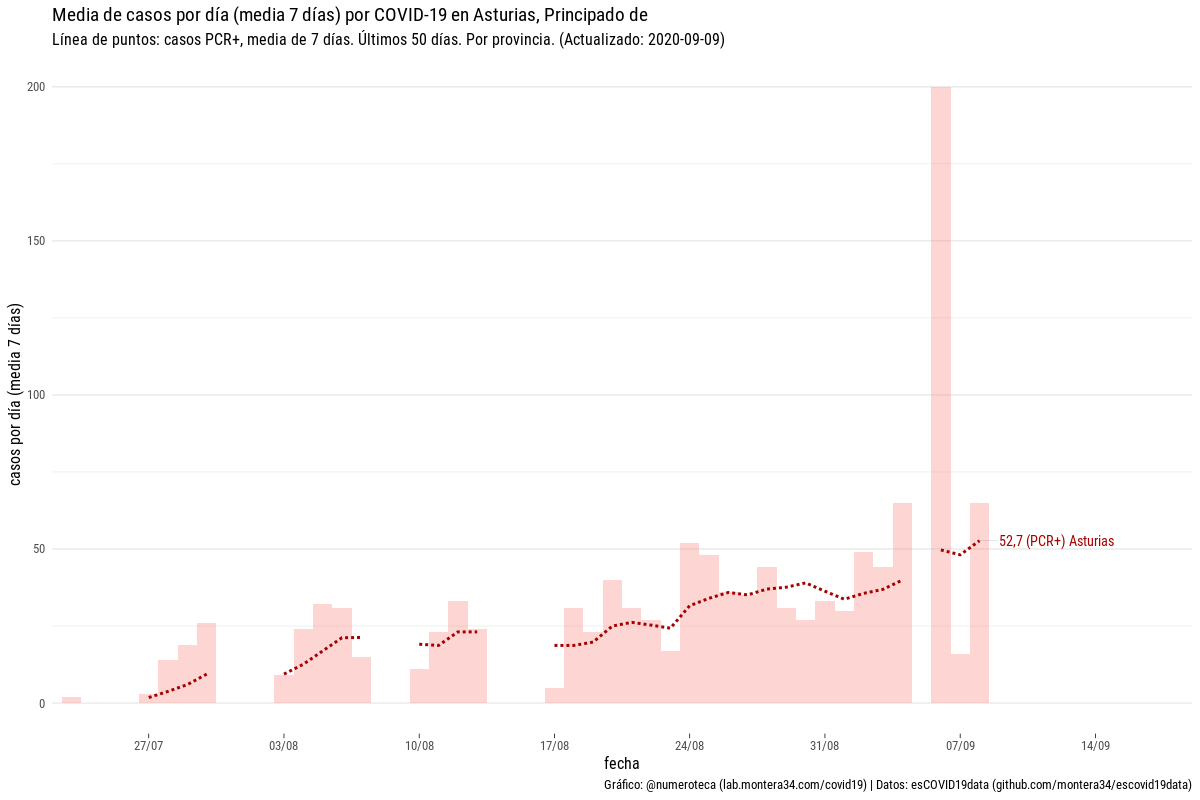 Media de casos por día (media 7 días) por COVID-19 en Asturias, Principado de
Línea de puntos: casos PCR+, media de 7 días. Últimos 50 días. Por provincia. (Actualizado: 2020-09-09)
casos por día (media 7 días)
200
150
100
50
0
52,7 (PCR+) Asturias
27/07
03/08
10/08
17/08
24/08
31/08
07/09
14/09
fecha
Gráfico: @numeroteca (lab.montera34.com/covid19) | Datos: esCOVID19data (github.com/montera34/escovid19data)